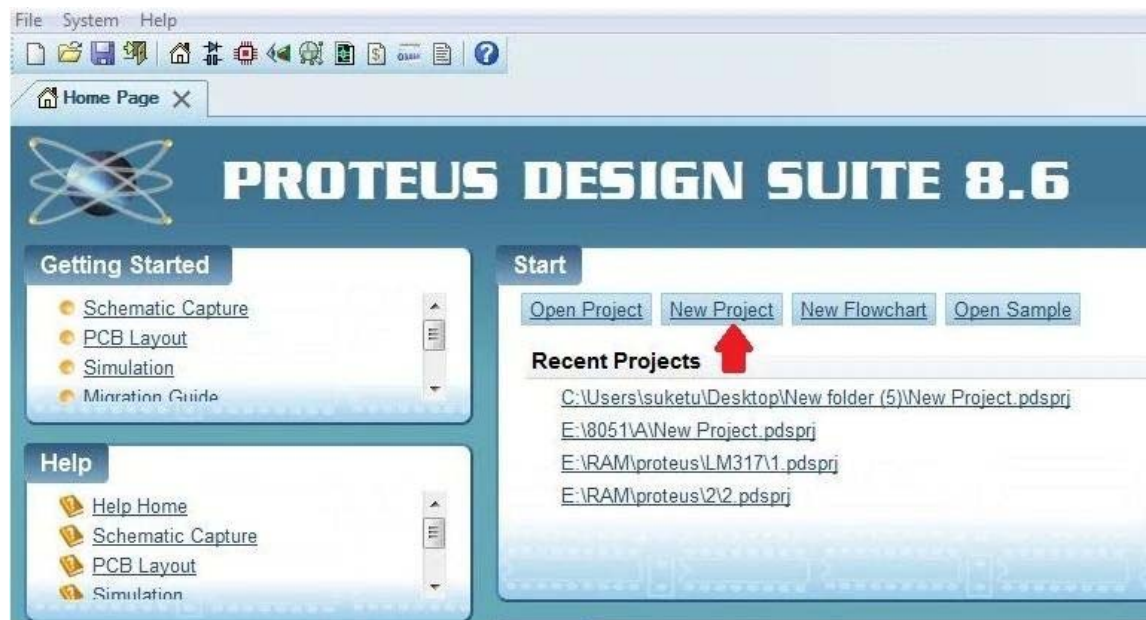 File System Help
Home Page
PROTEUS DESIGN SUITE 8.6
Getting Started
Schematic Capture
PCB Layout
Simulation
Migration Guide
Start
Open Project New Project New Flowchart Open Sample
Recent Projects
C:\Users\suketu\Desktop\New folder (5)\New Project.pdsprj
E:\8051\A\New Project.pdsprj
E:\RAM\proteus\LM317\1.pdsprj
E:\RAM\proteus\2\2.pdsprj
Help
Help Home
Schematic Capture
PCB Layout
Simulation